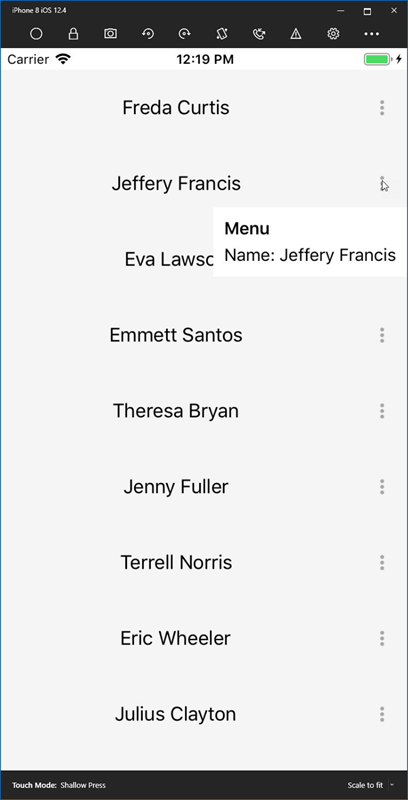 iPhone 8 iOS 12.4
Carrier 12:19 PM
Freda Curtis
Jeffery Francis
Menu
Name: Jeffery Francis
Eva Lawso
Emmett Santos
Theresa Bryan
Jenny Fuller
Terrell Norris
Eric Wheeler
Julius Clayton
Touch Mode: Shallow Press Scale to fit